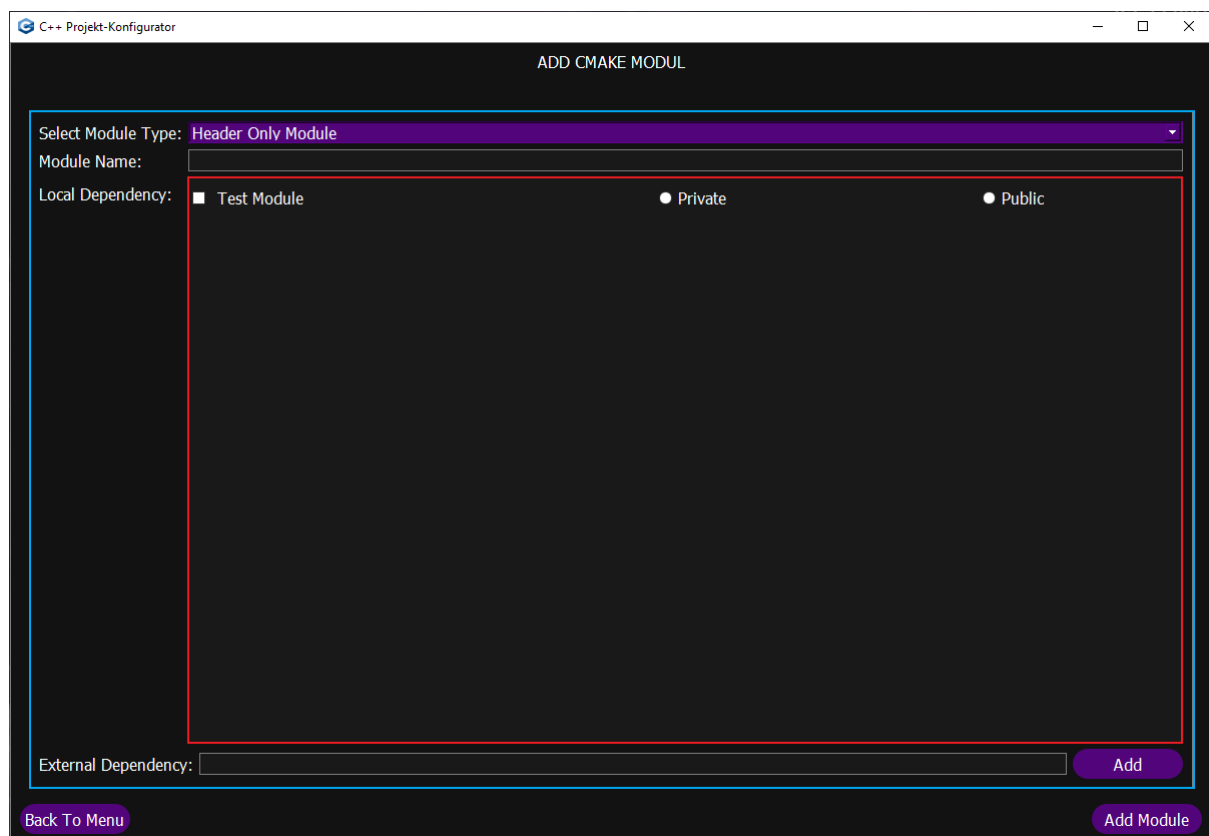 C++ Projekt-Konfigurator
ADD CMAKE MODUL
Select Module Type: Header Only Module
Module Name:
Local Dependency: Test Module Private Public
External Dependency: Add
Back To Menu Add Module